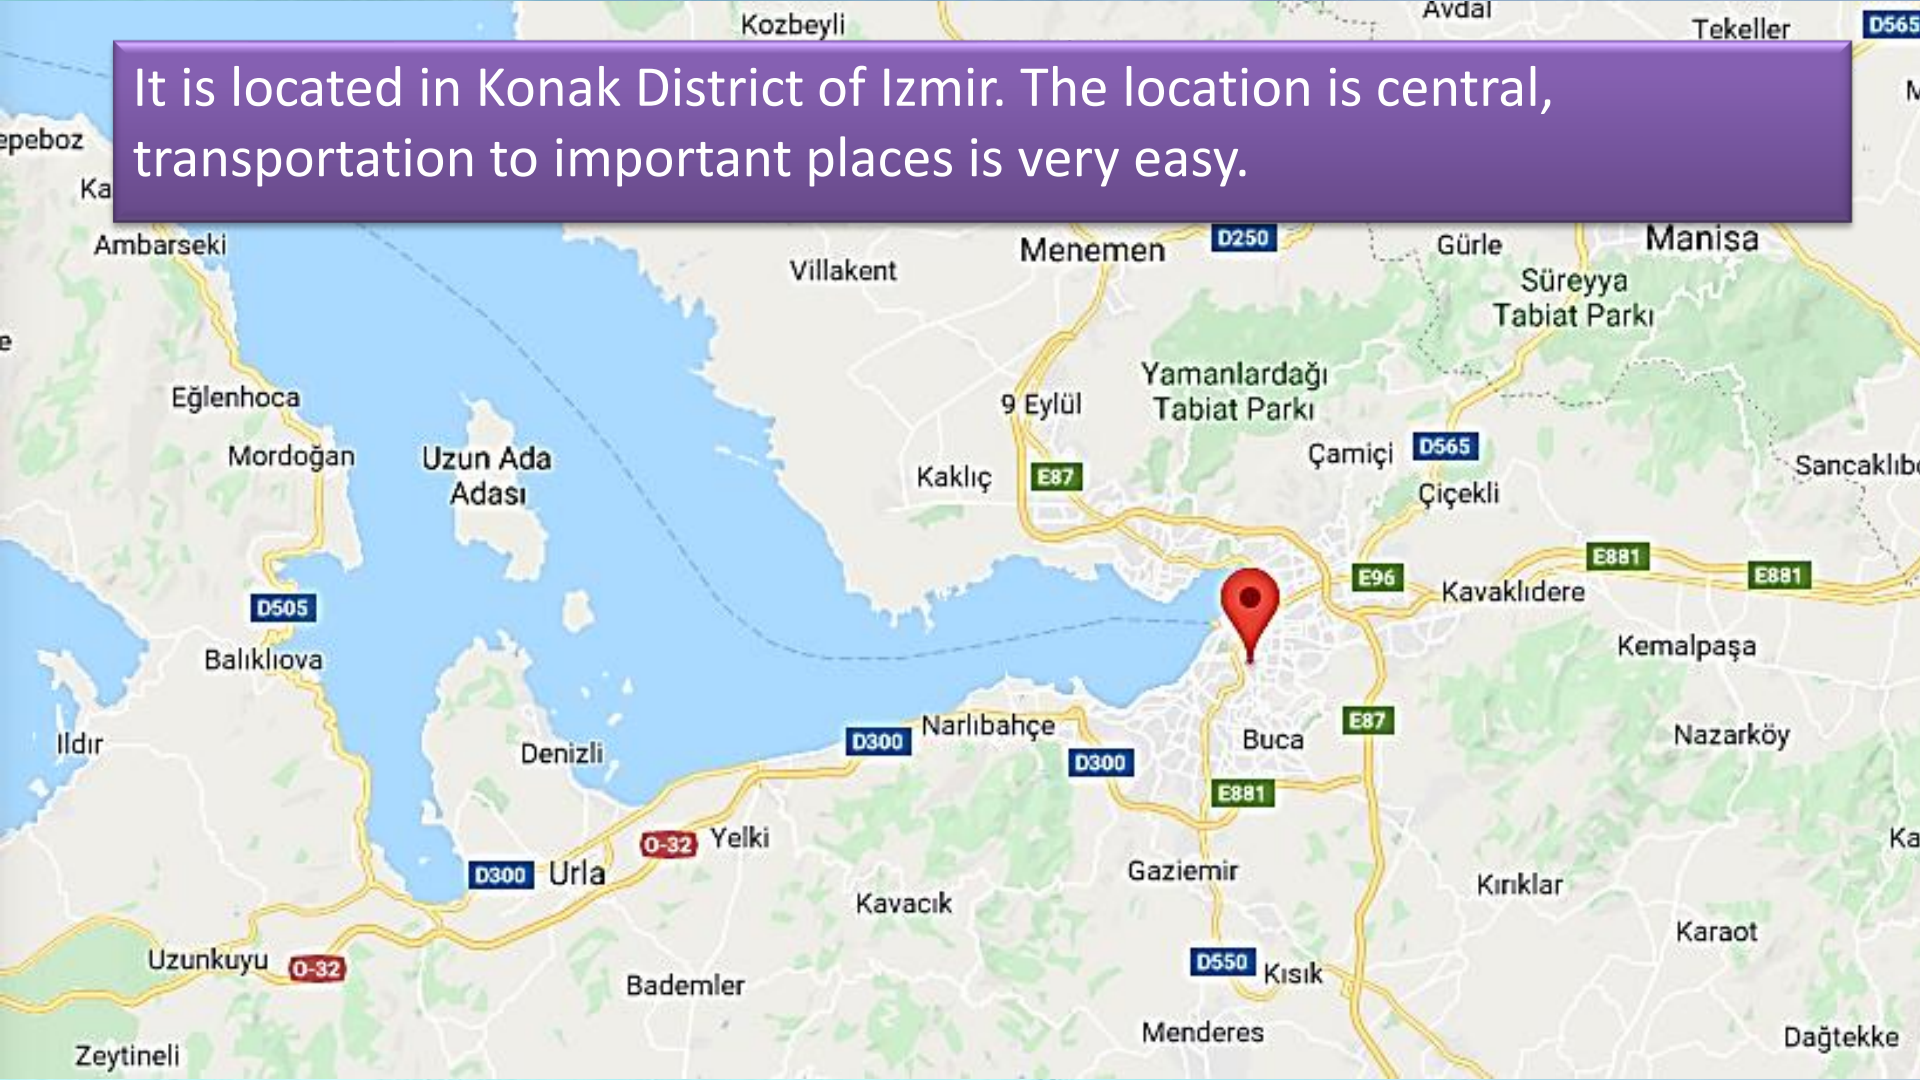 Kozbeyli
Avdal
Tekeller
D565
It is located in Konak District of Izmir. The location is central,
transportation to important places is very easy.
Ambarseki
Villakent
Menemen
D250
Gürle
Manisa
Süreyya
Tabiat Parkı
Eğlenhoca
Yamanlardağı
Tabiat Parkı
9 Eylül
Mordoğan
Uzun Ada
Adası
Kaklıç
E87
Çamiçi
D565
Çiçekli
E881
E881
E96
Kavaklıdere
D505
Balıklıova
Kemalpaşa
Ildır
Denizli
D300
Narlıbahçe
D300
Buca
E87
Nazarköy
E881
O-32
Yelki
D300
Urla
Gaziemir
Kırıklar
Kavacık
Karaot
Uzunkuyu
O-32
D550
Kısık
Bademler
Menderes
Dağtekke
Zeytineli